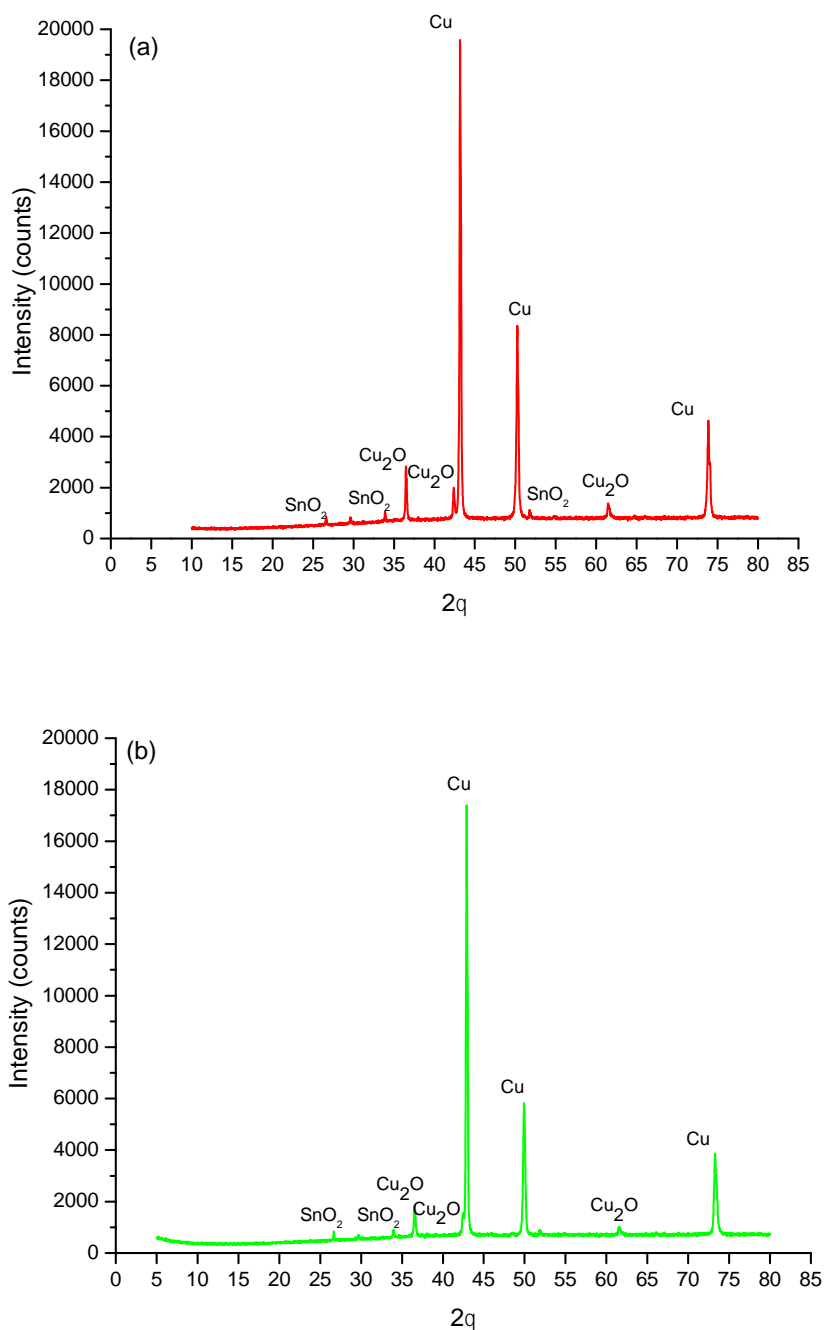 (a)
Cu
Cu
Cu
Cu2O
Cu2O
SnO2
SnO2
SnO2
Cu2O
20000
18000
16000
14000
12000
10000
8000
6000
4000
2000
0
Intensity (counts)
0 5 10 15 20 25 30 35 40 45 50 55 60 65 70 75 80 85
2q
(b)
Cu
Cu
Cu
Cu2O
Cu2O
SnO2
SnO2
Cu2O
20000
18000
16000
14000
12000
10000
8000
6000
4000
2000
0
Intensity (counts)
0 5 10 15 20 25 30 35 40 45 50 55 60 65 70 75 80 85
2q